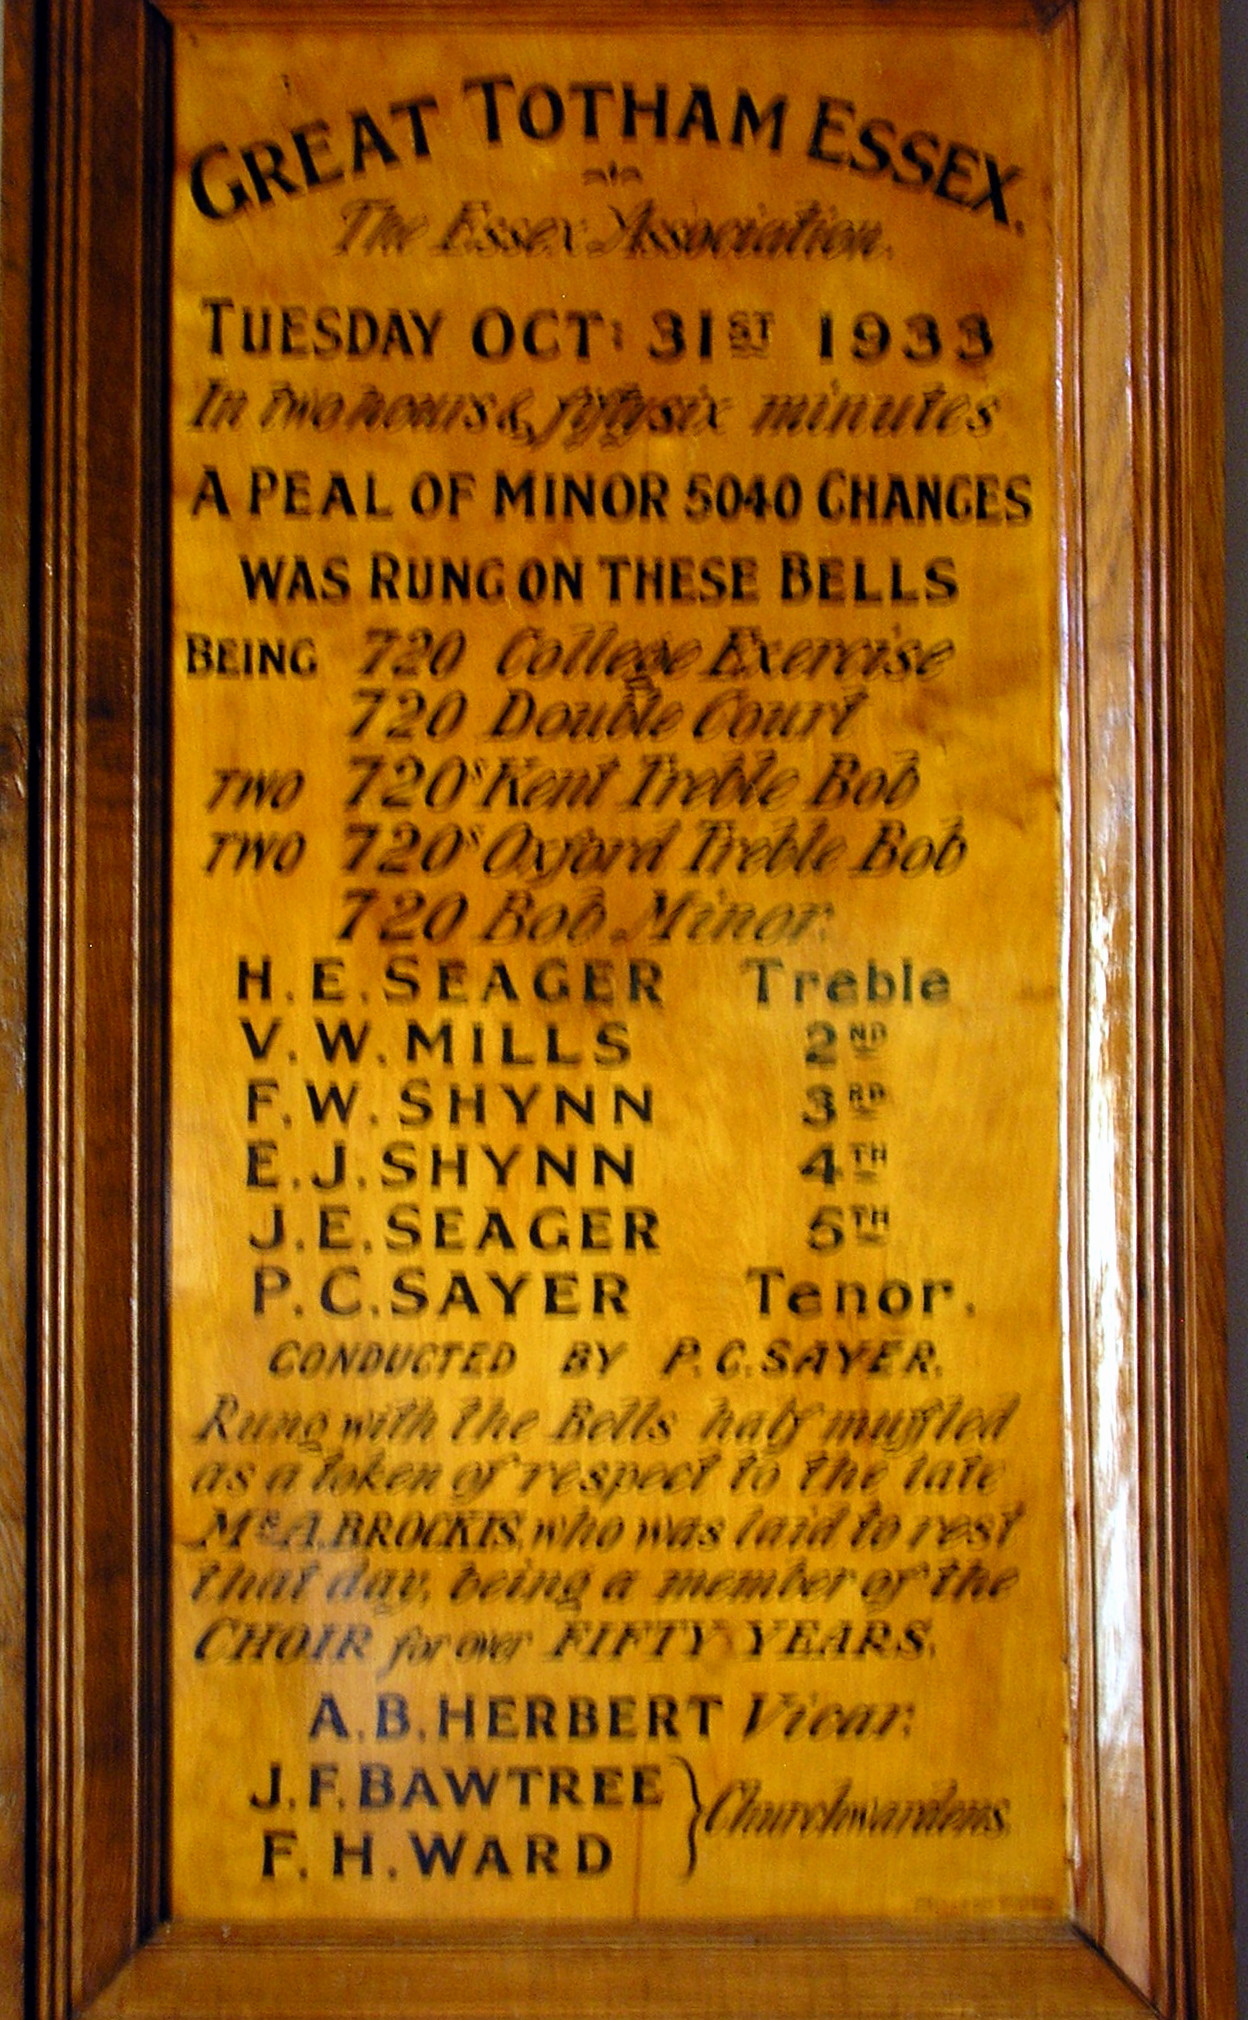 GREAT TOTHAM ESSEX.
The Essex Association.
TUESDAY OCT: 31ST 1933
In two hours & fifty six minutes
A PEAL OF MINOR 5040 CHANGES
WAS RUNG ON THESE BELLS
BEING 720 College Exercise
720 Double Court
TWO 720's Kent Treble Bob
TWO 720's Oxford Treble Bob
720 Bob Minor.
H.E. SEAGER Treble
V.W. MILLS 2ND
F.W. SHYNN 3RD
E.J. SHYNN 4TH
J.E. SEAGER 5TH
P.C. SAYER Tenor.
CONDUCTED BY P.C. SAYER.
Rung with the Bells half muffled
as a token of respect to the late
MR A. BROCKIS, who was laid to rest
that day, being a member of the
CHOIR for over FIFTY YEARS.
A.B. HERBERT Vicar.
J.F. BAWTREE
F.H. WARD } Churchwardens.